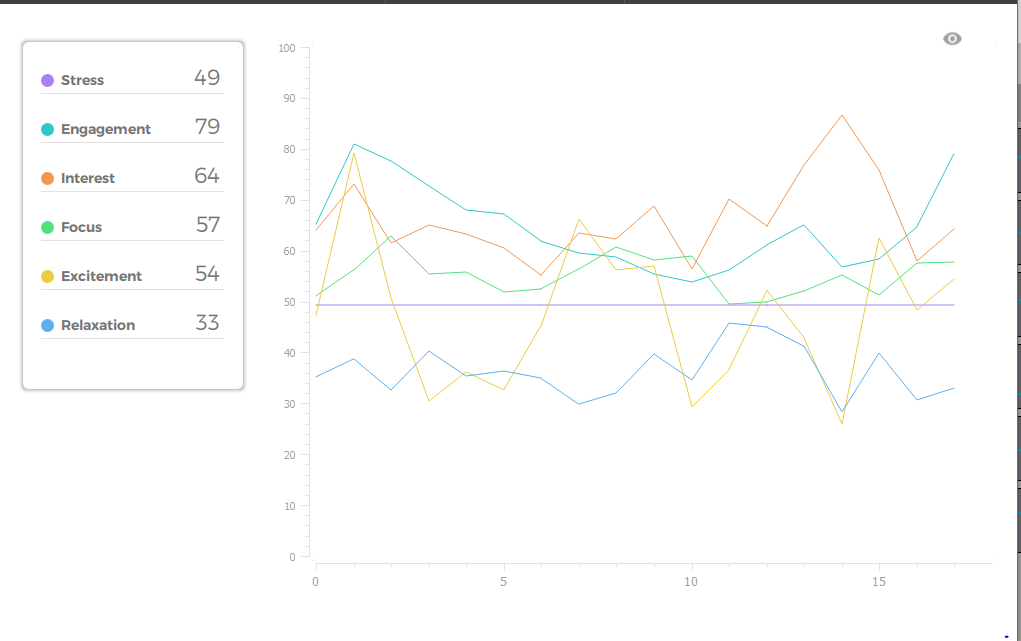 Stress 49
Engagement 79
Interest 64
Focus 57
Excitement 54
Relaxation 33
100
90
80
70
60
50
40
30
20
10
0
0 5 10 15